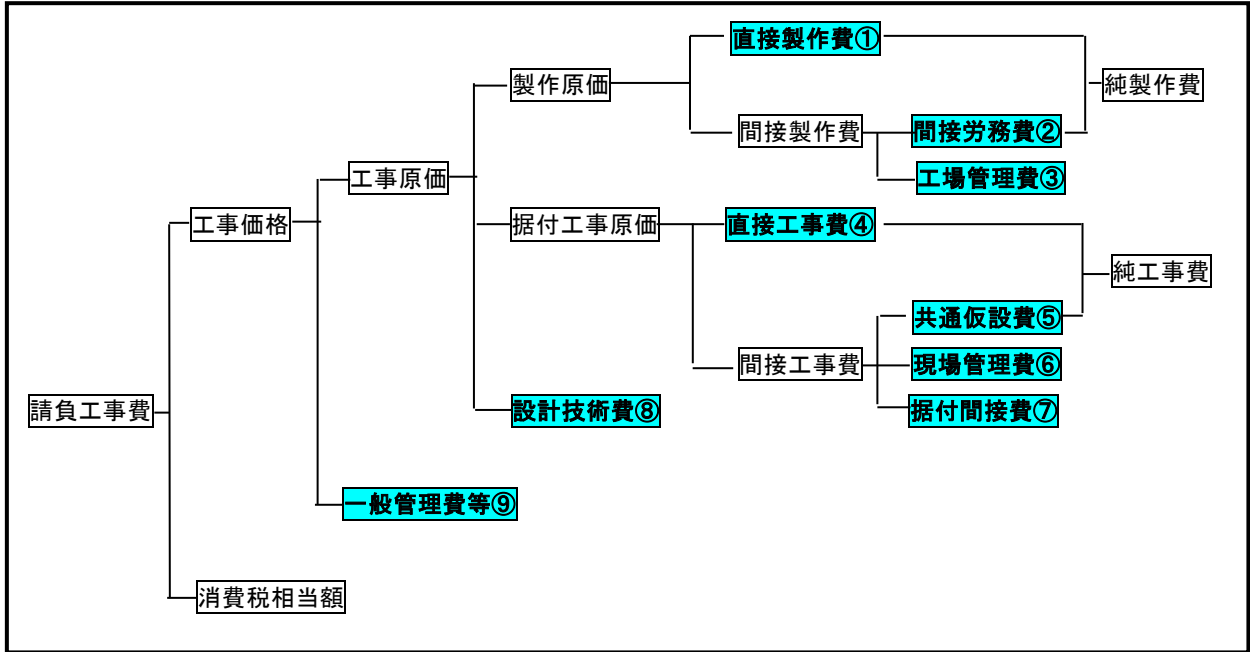 直接製作費①
製作原価
純製作費
間接製作費
間接労務費②
工場管理費③
工事原価
工事価格
据付工事原価
直接工事費④
純工事費
共通仮設費⑤
間接工事費
現場管理費⑥
請負工事費
設計技術費⑧
据付間接費⑦
一般管理費等⑨
消費税相当額